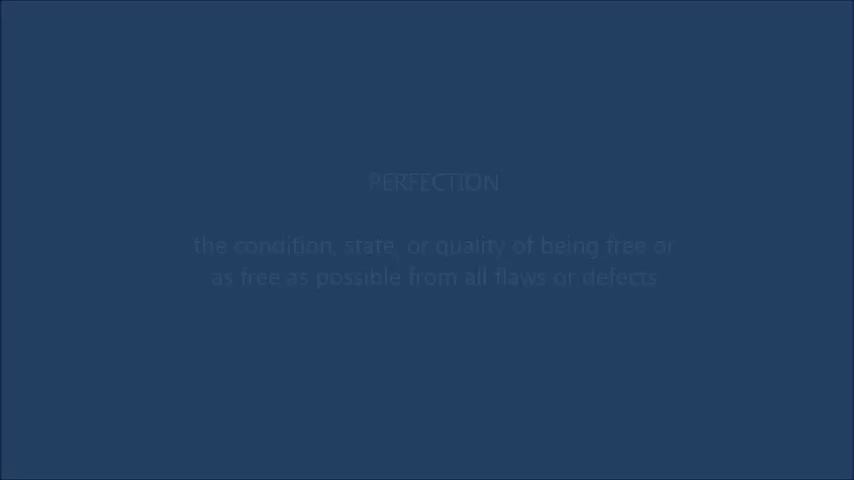 PERFECTION
the condition, state, or quality of being free or
as free as possible from all flaws or defects